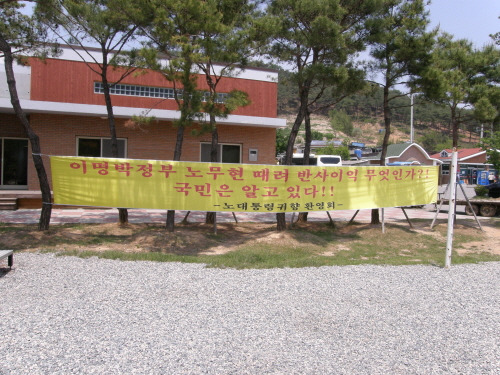 이명박정부 노무현 때려 반사이익 무엇인가?!
국민은 알고 있다!!
-노대통령귀향 환영회-